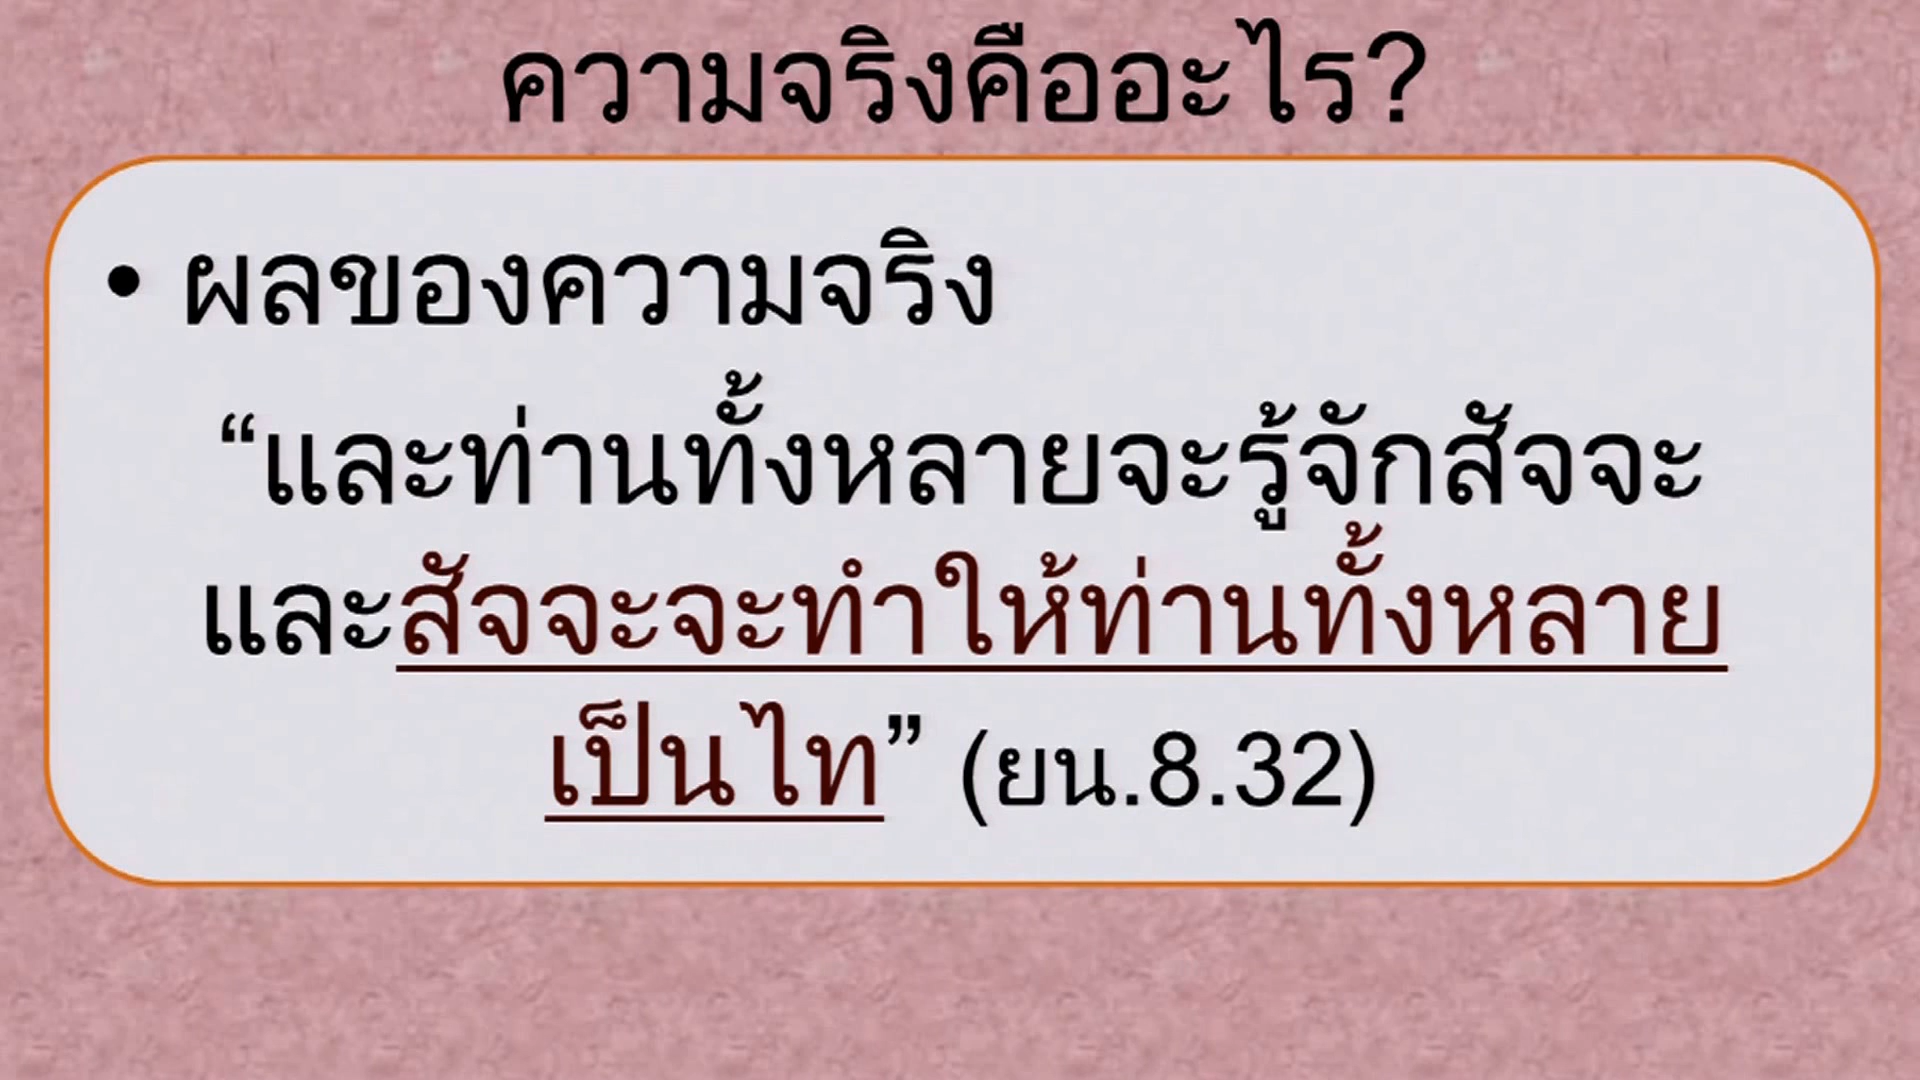 ความจริงคืออะไร?
• ผลของความจริง
“และท่านทั้งหลายจะรู้จักสัจจะ
และสัจจะจะทำให้ท่านทั้งหลาย
เป็นไท” (ยน.8.32)